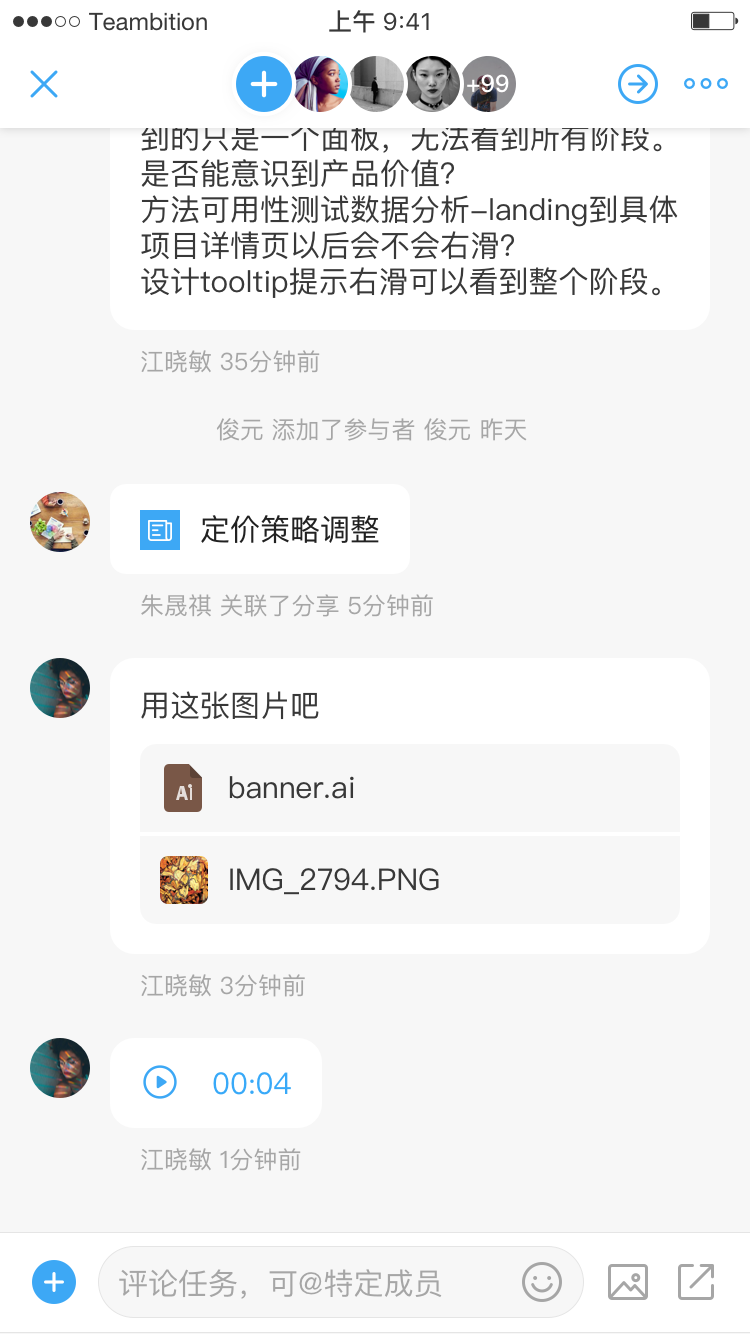 Teambition 上午 9:41
+99
到的只是一个面板，无法看到所有阶段。
是否能意识到产品价值?
方法可用性测试数据分析–landing到具体
项目详情页以后会不会右滑?
设计tooltip提示右滑可以看到整个阶段。
江晓敏 35分钟前
俊元 添加了参与者 俊元 昨天
定价策略调整
朱晟祺 关联了分享 5分钟前
用这张图片吧
Ai banner.ai
IMG_2794.PNG
江晓敏 3分钟前
00:04
江晓敏 1分钟前
评论任务，可@特定成员